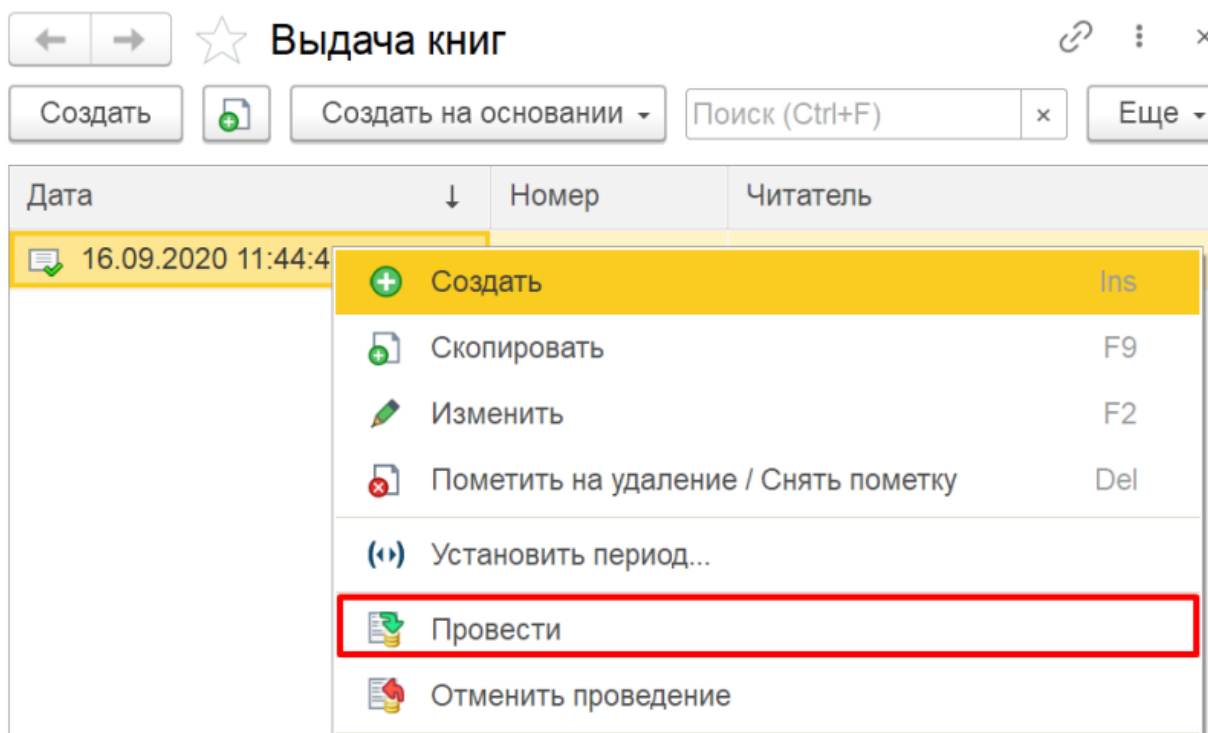 Выдача книг
Создать Создать на основании Поиск (Ctrl+F) × Еще
Дата ↓ Номер Читатель
16.09.2020 11:44:4
Создать Ins
Скопировать F9
Изменить F2
Пометить на удаление / Снять пометку Del
Установить период...
Провести
Отменить проведение